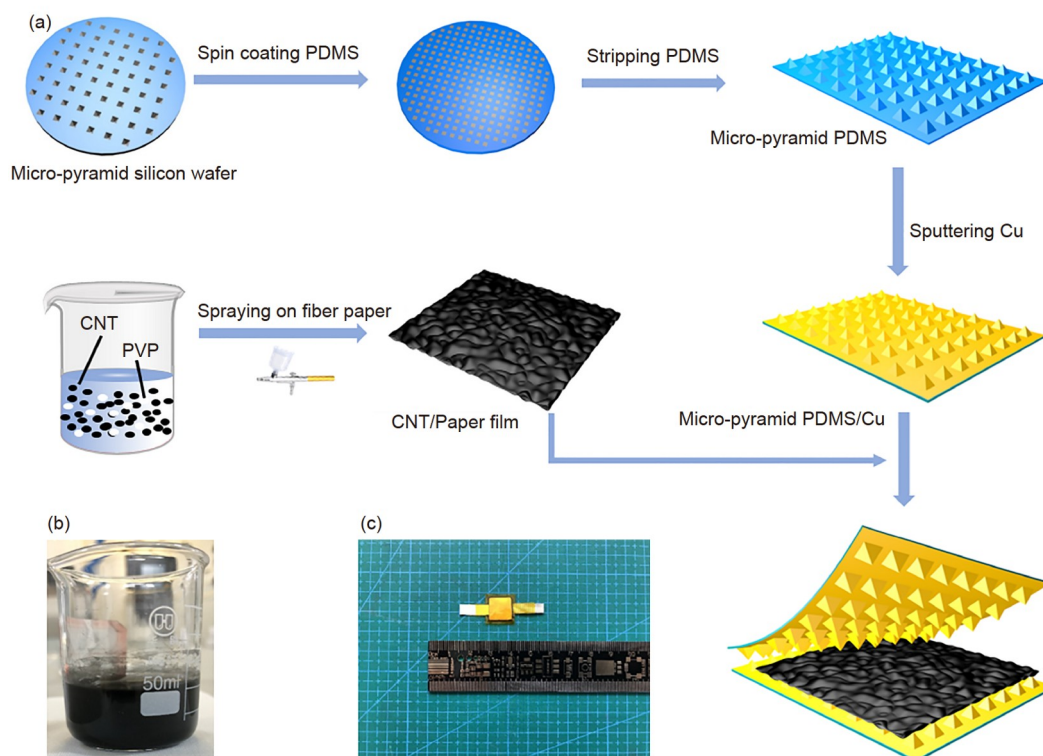 (a)
Spin coating PDMS
Stripping PDMS
Micro-pyramid PDMS
Micro-pyramid silicon wafer
Sputtering Cu
Spraying on fiber paper
CNT
PVP
CNT/Paper film
Micro-pyramid PDMS/Cu
(b)
(c)
50ml